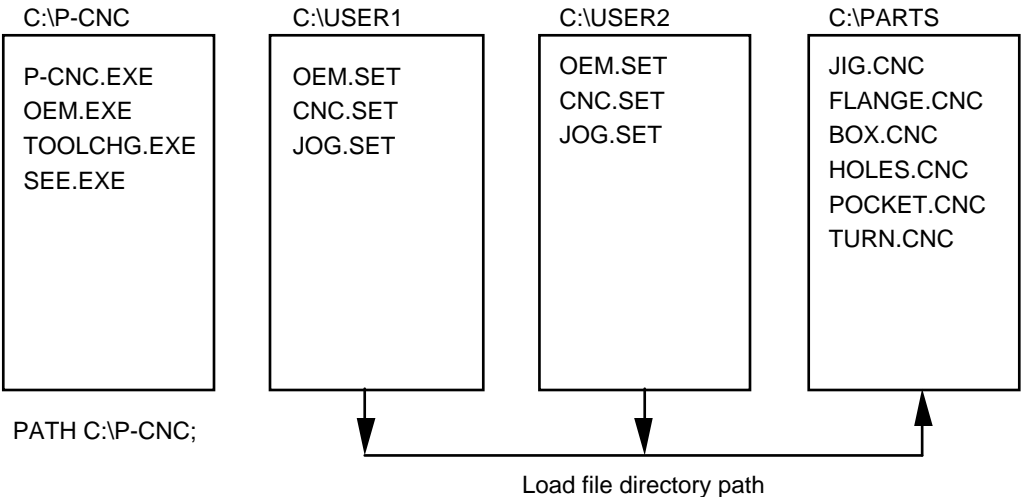 C:\P-CNC
P-CNC.EXE
OEM.EXE
TOOLCHG.EXE
SEE.EXE
PATH C:\P-CNC;
C:\USER1
OEM.SET
CNC.SET
JOG.SET
C:\USER2
OEM.SET
CNC.SET
JOG.SET
C:\PARTS
JIG.CNC
FLANGE.CNC
BOX.CNC
HOLES.CNC
POCKET.CNC
TURN.CNC
Load file directory path